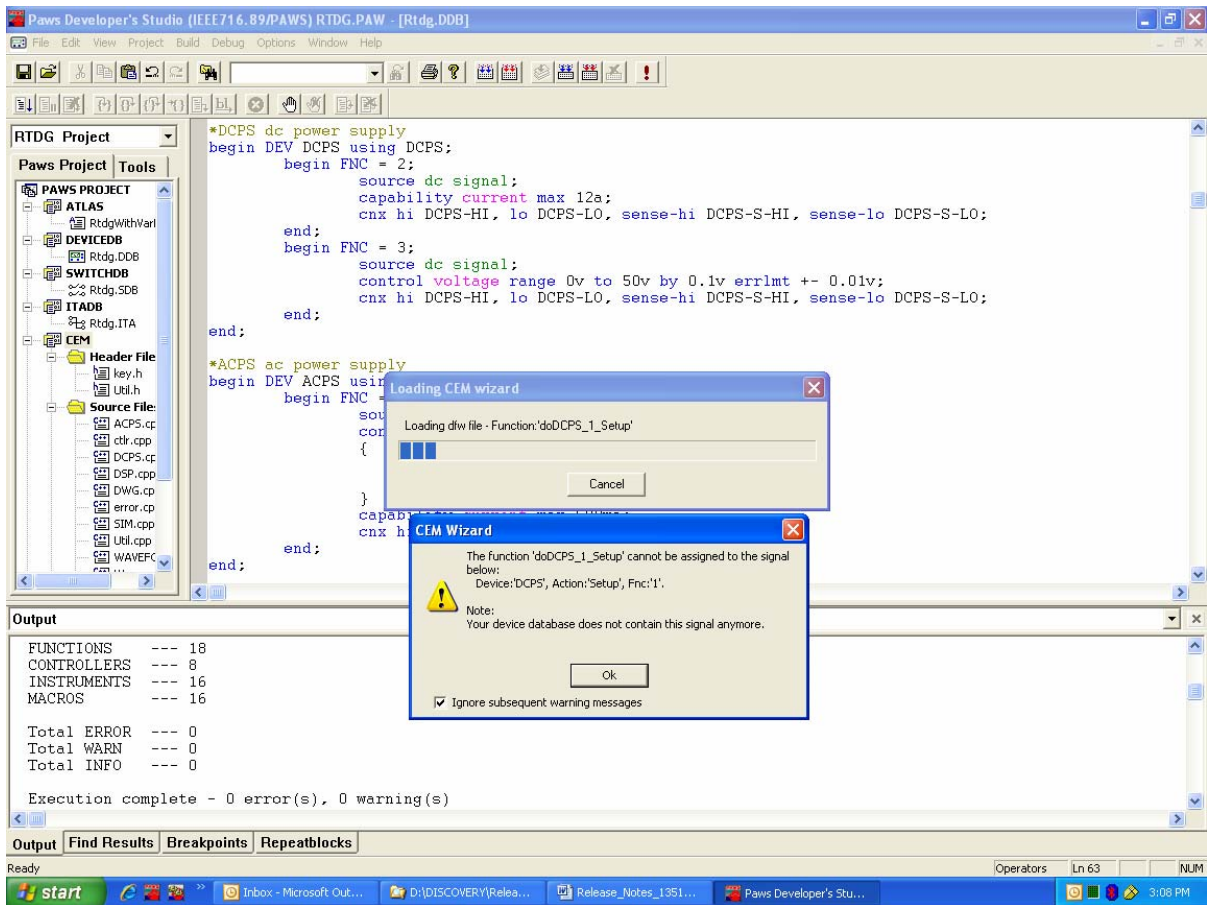 Paws Developer's Studio (IEEE716.89/PAWS) RTDG.PAW - [Rtdg.DDB]
File Edit View Project Build Debug Options Window Help
RTDG Project
Paws Project Tools
PAWS PROJECT
ATLAS
RtdgWithVarI
DEVICEDB
Rtdg.DDB
SWITCHDB
Rtdg.SDB
ITADB
Rtdg.ITA
CEM
Header File
key.h
Util.h
Source File:
ACPS.cp
ctlr.cpp
DCPS.cp
DSP.cpp
DWG.cp
error.cp
SIM.cpp
Util.cpp
WAVEFC
*DCPS dc power supply
begin DEV DCPS using DCPS;
begin FNC = 2;
source dc signal;
capability current max 12a;
cnx hi DCPS-HI, lo DCPS-LO, sense-hi DCPS-S-HI, sense-lo DCPS-S-LO;
end;
begin FNC = 3;
source dc signal;
control voltage range 0v to 50v by 0.1v errlmt +- 0.01v;
cnx hi DCPS-HI, lo DCPS-LO, sense-hi DCPS-S-HI, sense-lo DCPS-S-LO;
end;
end;
*ACPS ac power supply
begin DEV ACPS usin
begin FNC =
sou
con
{
}
capab
cnx h
end;
end;
Loading CEM wizard
Loading dfw file - Function:'doDCPS_1_Setup'
Cancel
CEM Wizard
The function 'doDCPS_1_Setup' cannot be assigned to the signal
below:
Device:'DCPS', Action:'Setup', Fnc:'1'.
Note:
Your device database does not contain this signal anymore.
Ok
Ignore subsequent warning messages
Output
FUNCTIONS --- 18
CONTROLLERS --- 8
INSTRUMENTS --- 16
MACROS --- 16
Total ERROR --- 0
Total WARN --- 0
Total INFO --- 0
Execution complete - 0 error(s), 0 warning(s)
Output Find Results Breakpoints Repeatblocks
Ready Operators Ln 63 NUM
start Inbox - Microsoft Out... D:\DISCOVERY\Relea... Release_Notes_1351... Paws Developer's Stu... 3:08 PM